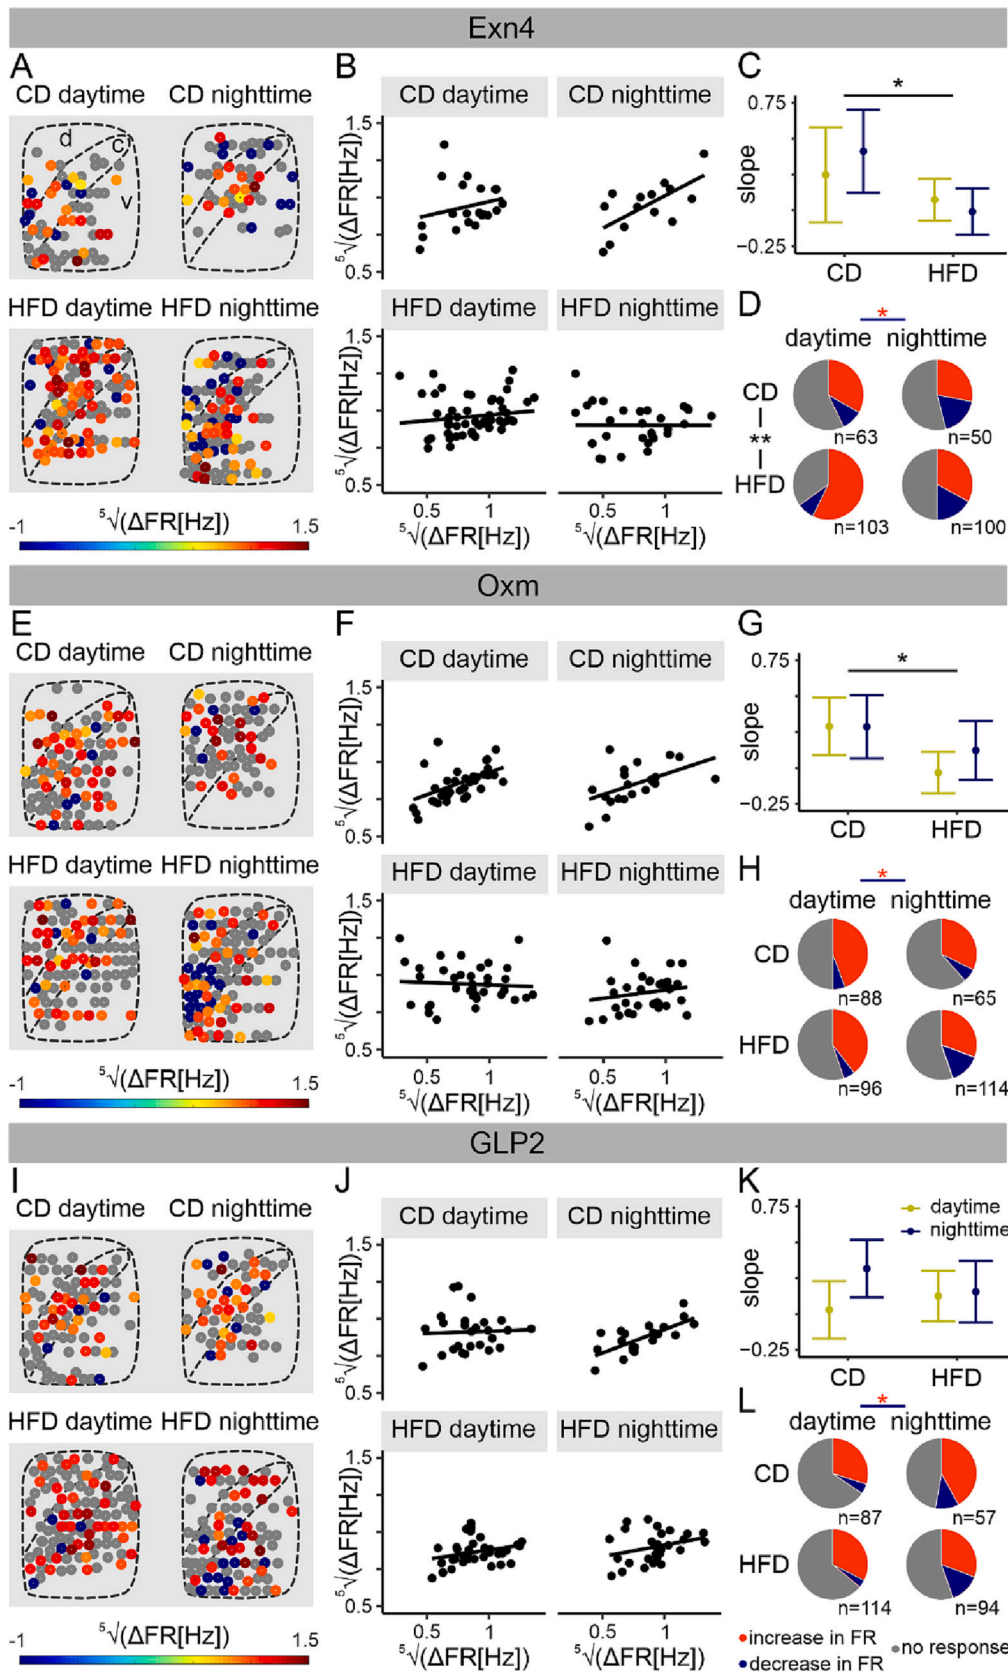 Exn4
A
CD daytime
CD nighttime
d
c
v
HFD daytime
HFD nighttime
⁵√(ΔFR[Hz])
-1
1.5
B
CD daytime
CD nighttime
1.5
⁵√(ΔFR[Hz])
0.5
HFD daytime
HFD nighttime
1.5
⁵√(ΔFR[Hz])
0.5
0.5
1
0.5
1
⁵√(ΔFR[Hz])
⁵√(ΔFR[Hz])
C
0.75
*
slope
−0.25
CD
HFD
D
*
daytime
nighttime
CD
n=63
n=50
**
HFD
n=103
n=100
Oxm
E
CD daytime
CD nighttime
HFD daytime
HFD nighttime
⁵√(ΔFR[Hz])
-1
1.5
F
CD daytime
CD nighttime
1.5
⁵√(ΔFR[Hz])
0.5
HFD daytime
HFD nighttime
1.5
⁵√(ΔFR[Hz])
0.5
0.5
1
0.5
1
⁵√(ΔFR[Hz])
⁵√(ΔFR[Hz])
G
0.75
*
slope
−0.25
CD
HFD
H
*
daytime
nighttime
CD
n=88
n=65
HFD
n=96
n=114
GLP2
I
CD daytime
CD nighttime
HFD daytime
HFD nighttime
⁵√(ΔFR[Hz])
-1
1.5
J
CD daytime
CD nighttime
1.5
⁵√(ΔFR[Hz])
0.5
HFD daytime
HFD nighttime
1.5
⁵√(ΔFR[Hz])
0.5
0.5
1
0.5
1
⁵√(ΔFR[Hz])
⁵√(ΔFR[Hz])
K
0.75
daytime
nighttime
slope
−0.25
CD
HFD
L
*
daytime
nighttime
CD
n=87
n=57
HFD
n=114
n=94
increase in FR
no response
decrease in FR